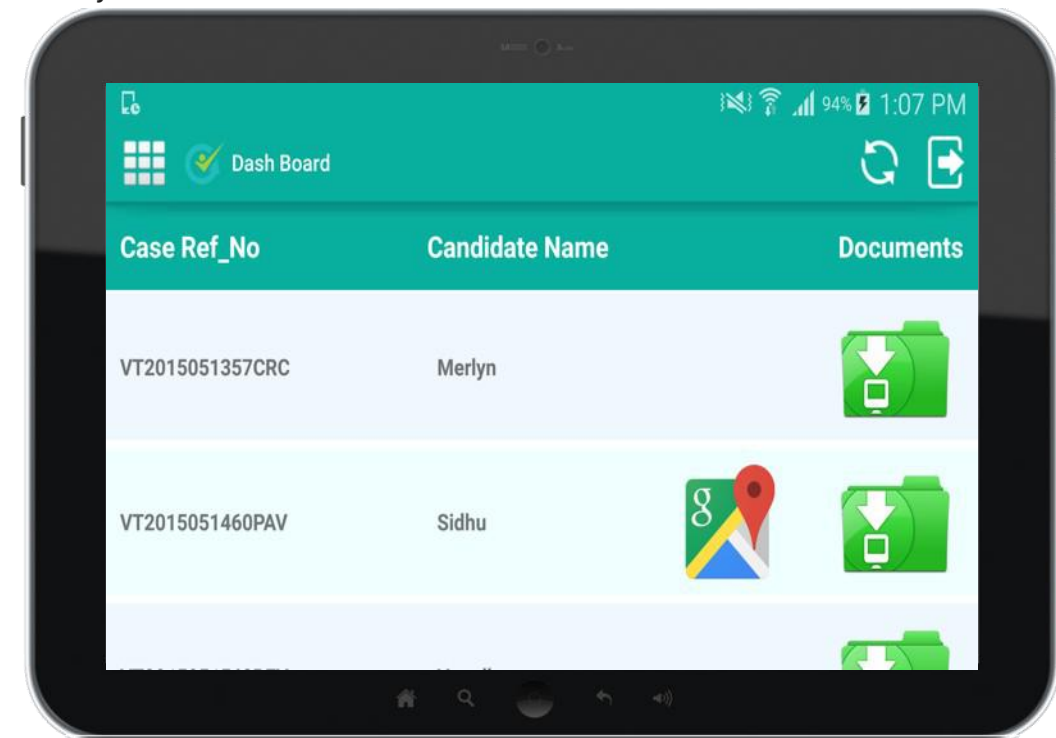 94% 1:07 PM
Dash Board
Case Ref_No Candidate Name Documents
VT2015051357CRC Merlyn
g
VT2015051460PAV Sidhu